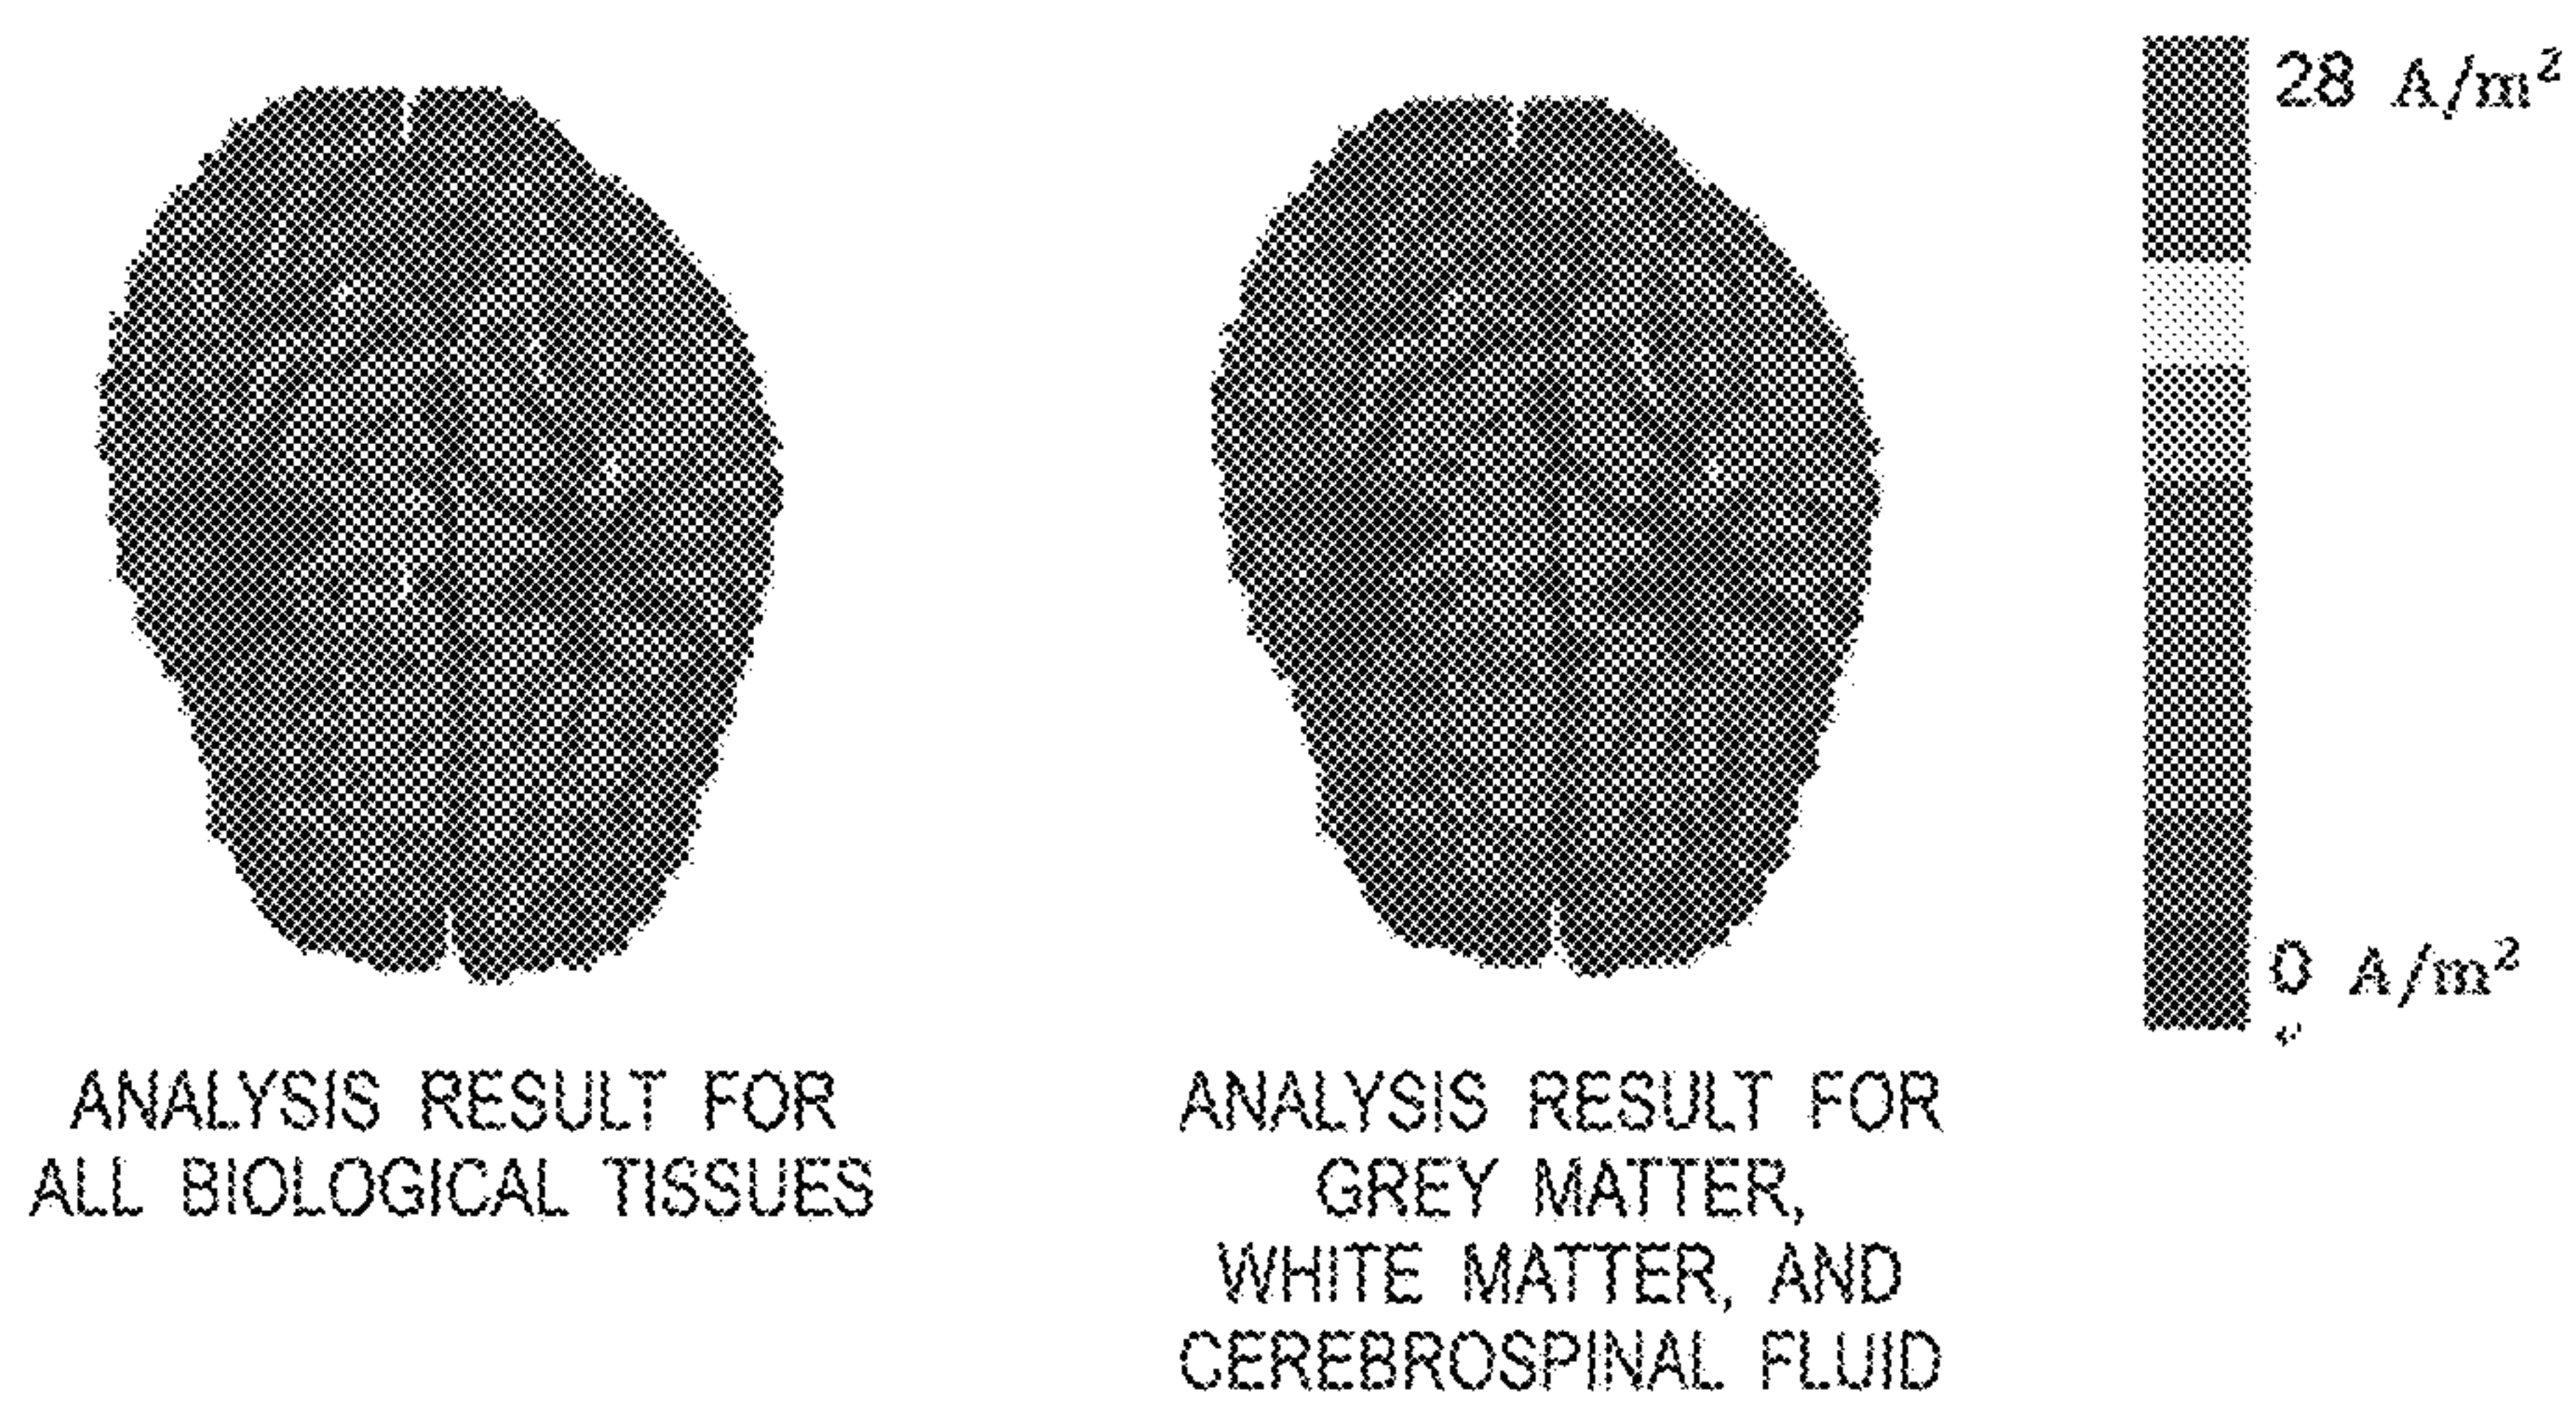 28 A/m²
0 A/m²
ANALYSIS RESULT FOR
ALL BIOLOGICAL TISSUES
ANALYSIS RESULT FOR
GREY MATTER,
WHITE MATTER, AND
CEREBROSPINAL FLUID